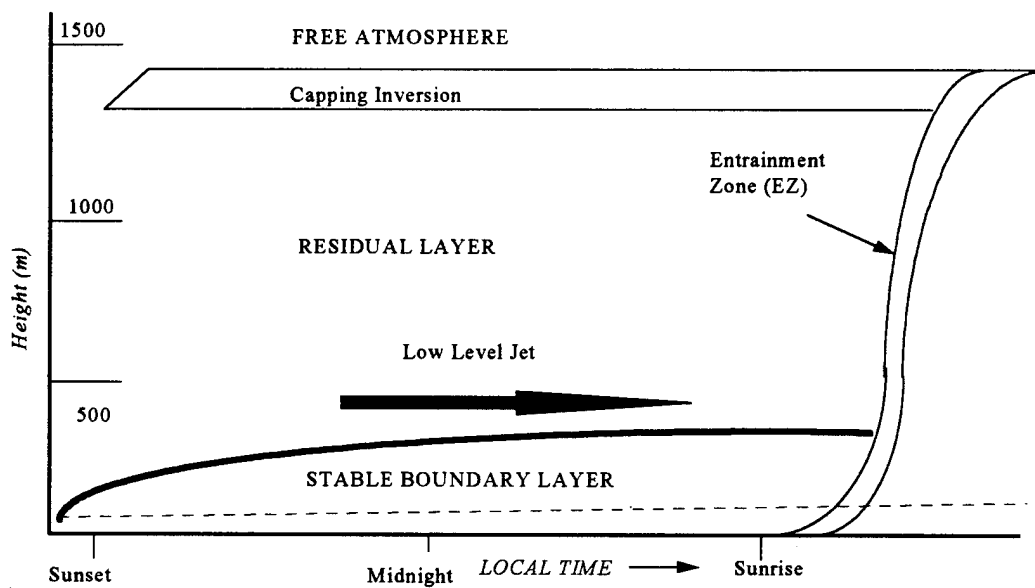 1500
FREE ATMOSPHERE
Capping Inversion
Entrainment
Zone (EZ)
1000
RESIDUAL LAYER
Height (m)
Low Level Jet
500
STABLE BOUNDARY LAYER
Sunset
Midnight
LOCAL TIME
Sunrise